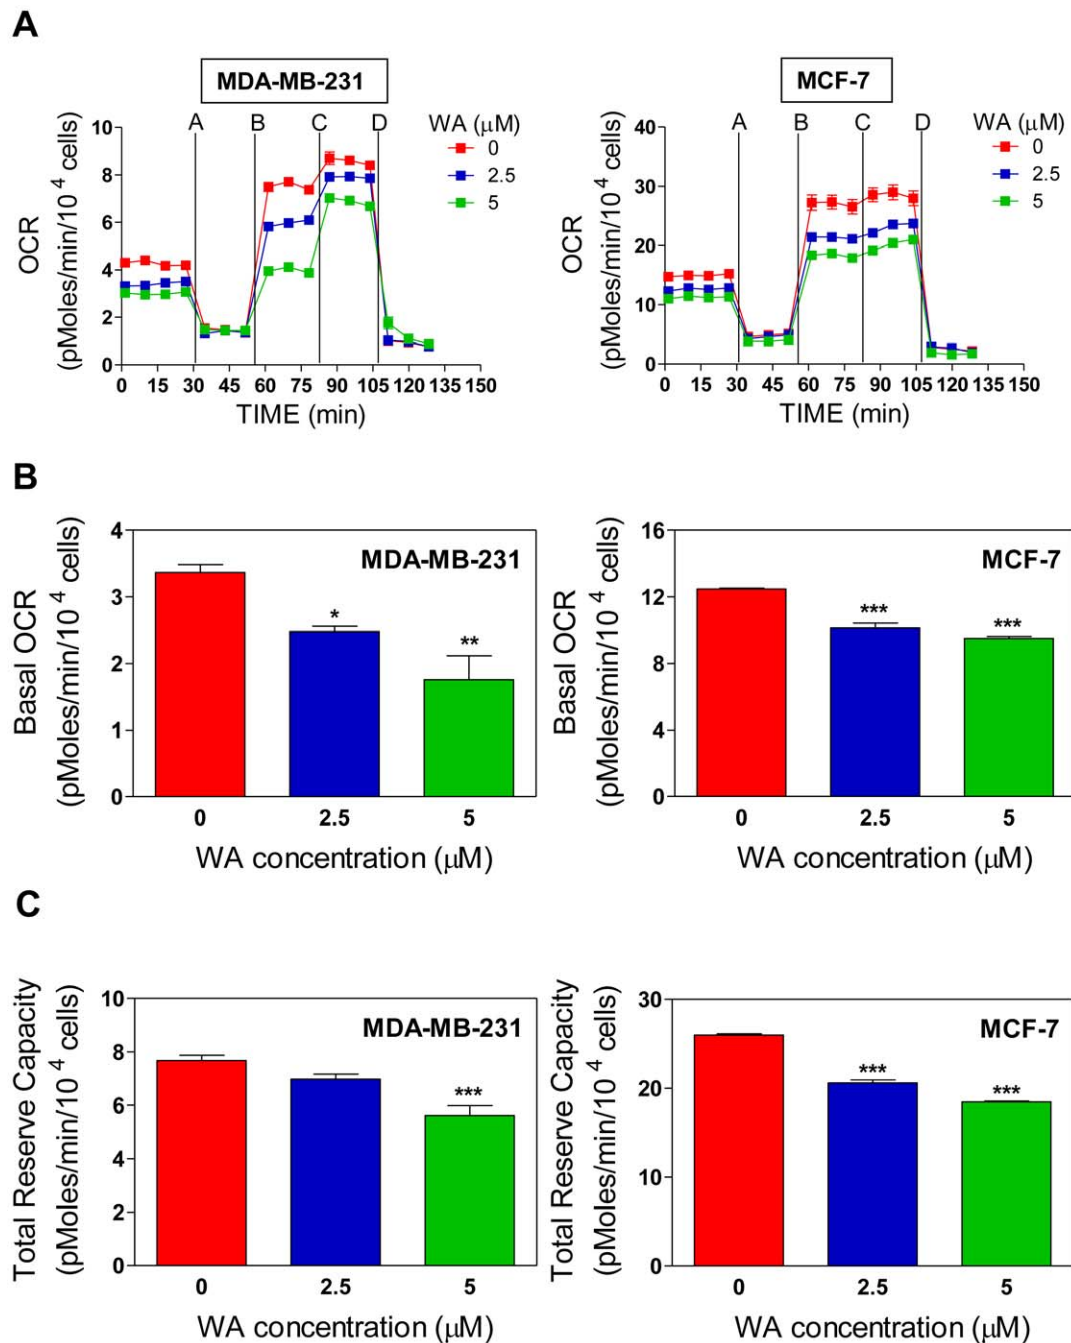 A
MDA-MB-231
MCF-7
A B C D
WA (μM)
0
2.5
5
OCR
(pMoles/min/10 4 cells)
10
8
6
4
2
0
0 15 30 45 60 75 90 105 120 135 150
TIME (min)
A B C D
WA (μM)
0
2.5
5
OCR
(pMoles/min/10 4 cells)
40
30
20
10
0
0 15 30 45 60 75 90 105 120 135 150
TIME (min)
B
Basal OCR
(pMoles/min/10 4 cells)
4
3
2
1
0
MDA-MB-231
*
**
0 2.5 5
WA concentration (μM)
Basal OCR
(pMoles/min/10 4 cells)
16
12
8
4
0
MCF-7
***
***
0 2.5 5
WA concentration (μM)
C
Total Reserve Capacity
(pMoles/min/10 4 cells)
10
8
6
4
2
0
MDA-MB-231
***
0 2.5 5
WA concentration (μM)
Total Reserve Capacity
(pMoles/min/10 4 cells)
30
20
10
0
MCF-7
***
***
0 2.5 5
WA concentration (μM)